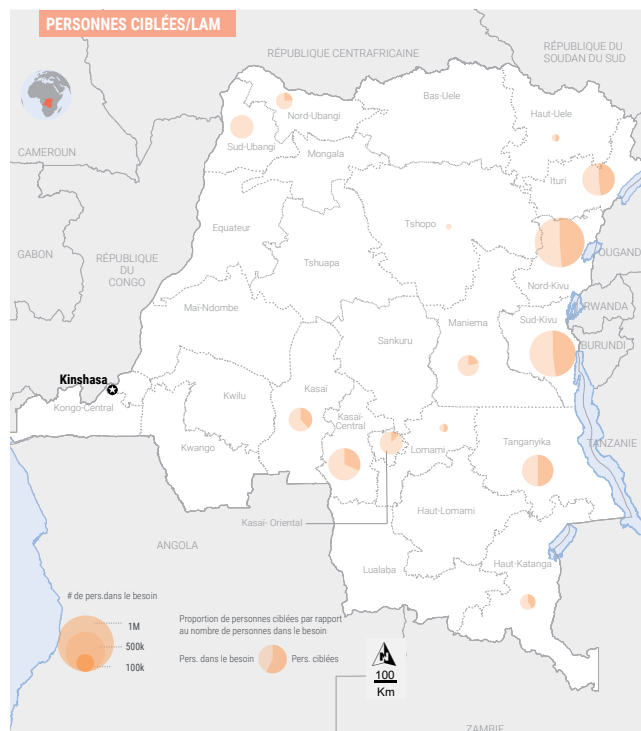 PERSONNES CIBLÉES/LAM
RÉPUBLIQUE CENTRAFRICAINE
RÉPUBLIQUE DU
SOUDAN DU SUD
Bas-Uele
Haut-Uele
Nord-Ubangi
Sud-Ubangi
Mongala
CAMEROUN
Ituri
Equateur
Tshopo
GABON
RÉPUBLIQUE
DU
CONGO
Tshuapa
OUGAND
Nord-Kivu
Maï-Ndombe
RWANDA
Sud-Kivu
Maniema
Sankuru
BURUNDI
Kinshasa
Kasaï
Kwilu
Kongo-Central
Kasaï-
Central
Lomami
Tanganyika
TANZANIE
Kwango
Haut-Lomami
Kasaï- Oriental
ANGOLA
Lualaba
Haut-Katanga
# de pers.dans le besoin
1M
500k
100k
Proportion de personnes ciblées par rapport
au nombre de personnes dans le besoin
Pers. dans le besoin
Pers. ciblées
N
100
Km
ZAMBIE